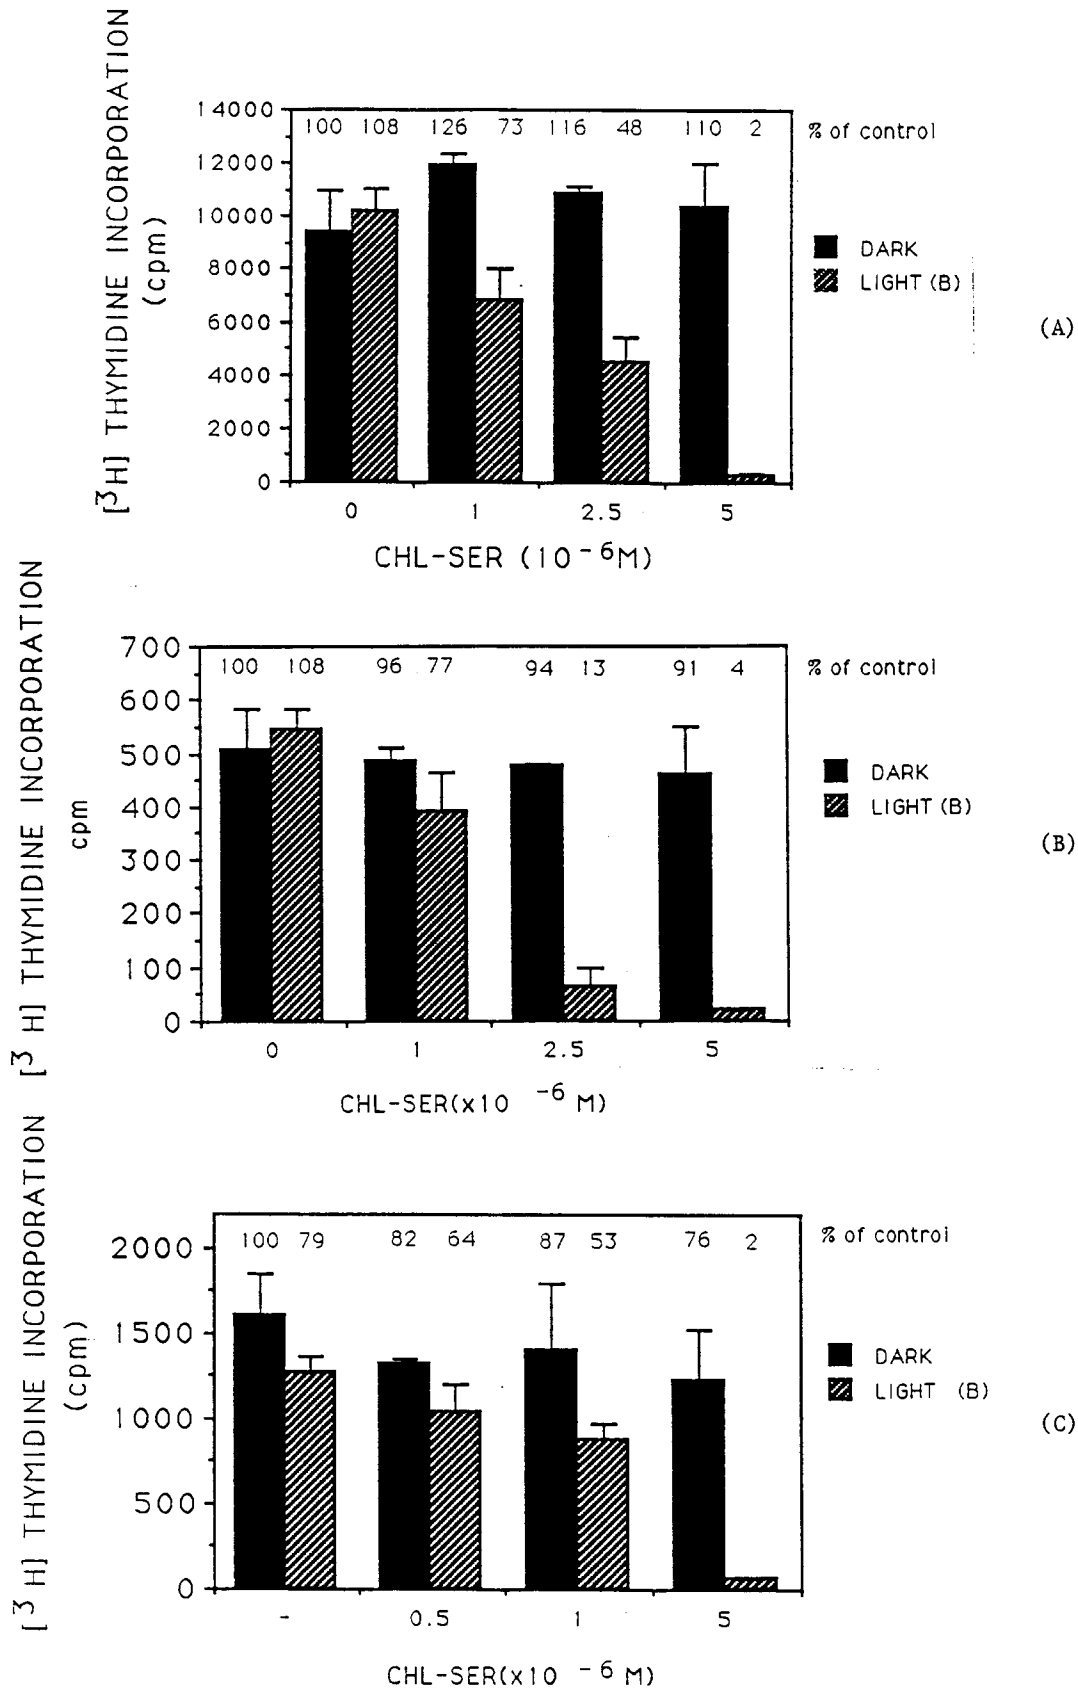 [3H] THYMIDINE INCORPORATION
(cpm)
14000
12000
10000
8000
6000
4000
2000
0
100 108 126 73 116 48 110 2 % of control
DARK
LIGHT (B)
(A)
0 1 2.5 5
CHL-SER (10 -6M)
[3 H] THYMIDINE INCORPORATION
cpm
700
600
500
400
300
200
100
0
100 108 96 77 94 13 91 4 % of control
DARK
LIGHT (B)
(B)
0 1 2.5 5
CHL-SER(x10 -6 M)
[3 H] THYMIDINE INCORPORATION
(cpm)
2000
1500
1000
500
0
100 79 82 64 87 53 76 2 % of control
DARK
LIGHT (B)
(C)
- 0.5 1 5
CHL-SER(x10 -6 M)